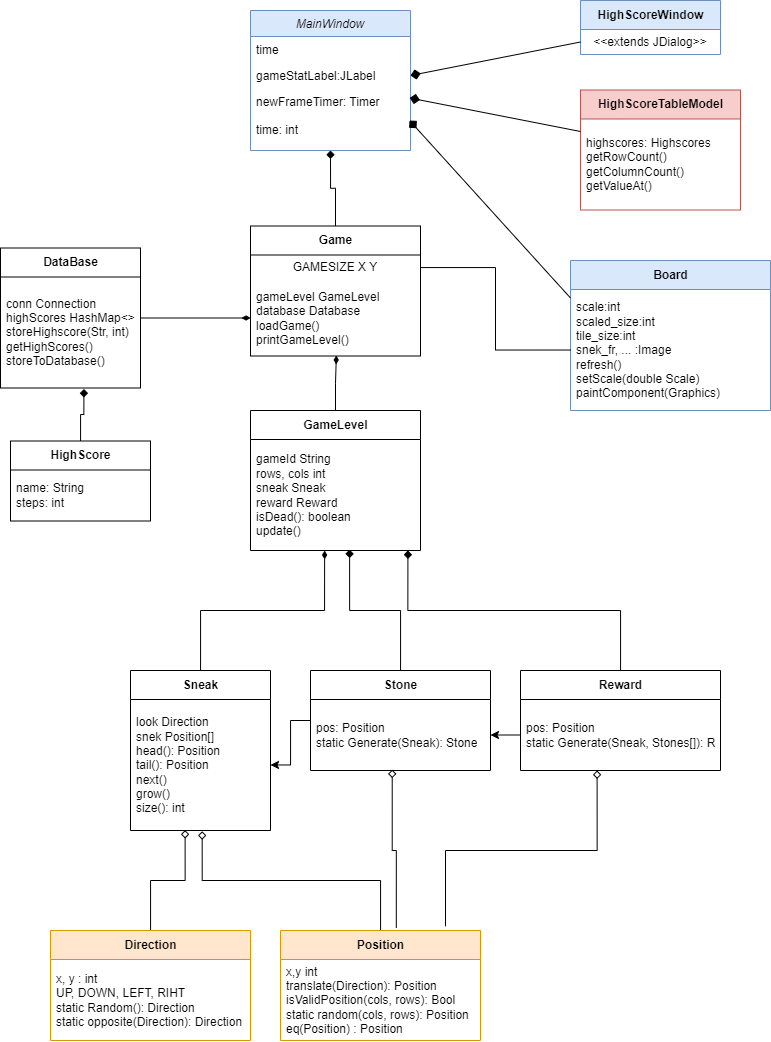 MainWindow
time
gameStatLabel:JLabel
newFrameTimer: Timer
time: int
HighScoreWindow
<<extends JDialog>>
HighScoreTableModel
highscores: Highscores
getRowCount()
getColumnCount()
getValueAt()
Game
GAMESIZE X Y
gameLevel GameLevel
database Database
loadGame()
printGameLevel()
DataBase
conn Connection
highScores HashMap<>
storeHighscore(Str, int)
getHighScores()
storeToDatabase()
Board
scale:int
scaled_size:int
tile_size:int
snek_fr, ... :Image
refresh()
setScale(double Scale)
paintComponent(Graphics)
HighScore
name: String
steps: int
GameLevel
gameId String
rows, cols int
sneak Sneak
reward Reward
isDead(): boolean
update()
Sneak
look Direction
snek Position[]
head(): Position
tail(): Position
next()
grow()
size(): int
Stone
pos: Position
static Generate(Sneak): Stone
Reward
pos: Position
static Generate(Sneak, Stones[]): R
Direction
x, y : int
UP, DOWN, LEFT, RIHT
static Random(): Direction
static opposite(Direction): Direction
Position
x,y int
translate(Direction): Position
isValidPosition(cols, rows): Bool
static random(cols, rows): Position
eq(Position) : Position